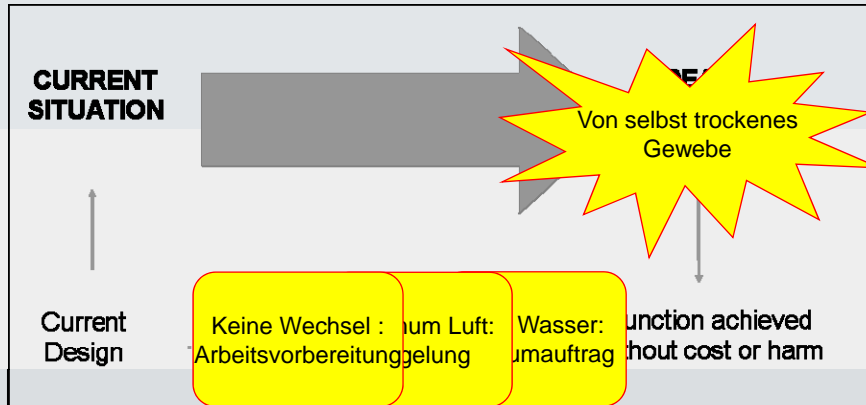 CURRENT
SITUATION
Von selbst trockenes
Gewebe
Current
Design
Keine Wechsel :
Arbeitsvorbereitung
num Luft:
gelung
Wasser:
umauftrag
unction achieved
thout cost or harm